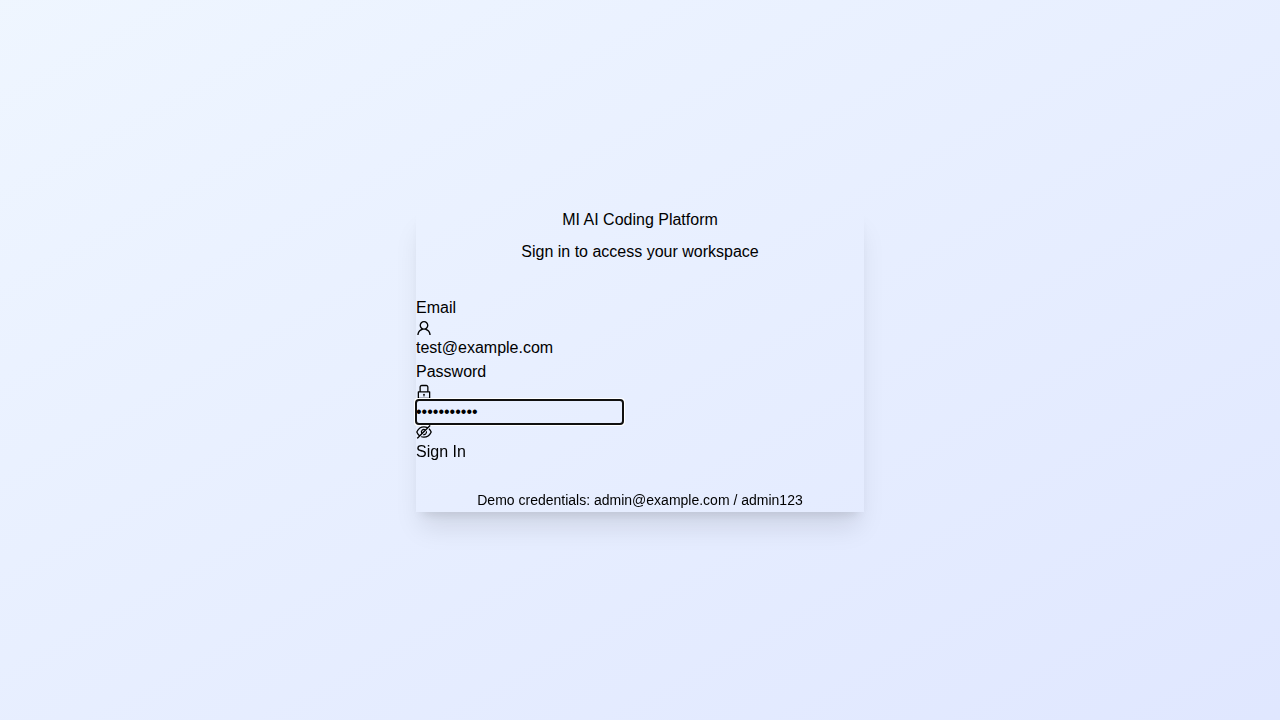 MI AI Coding Platform
Sign in to access your workspace
Email
test@example.com
Password
•••••••••••
Sign In
Demo credentials: admin@example.com / admin123